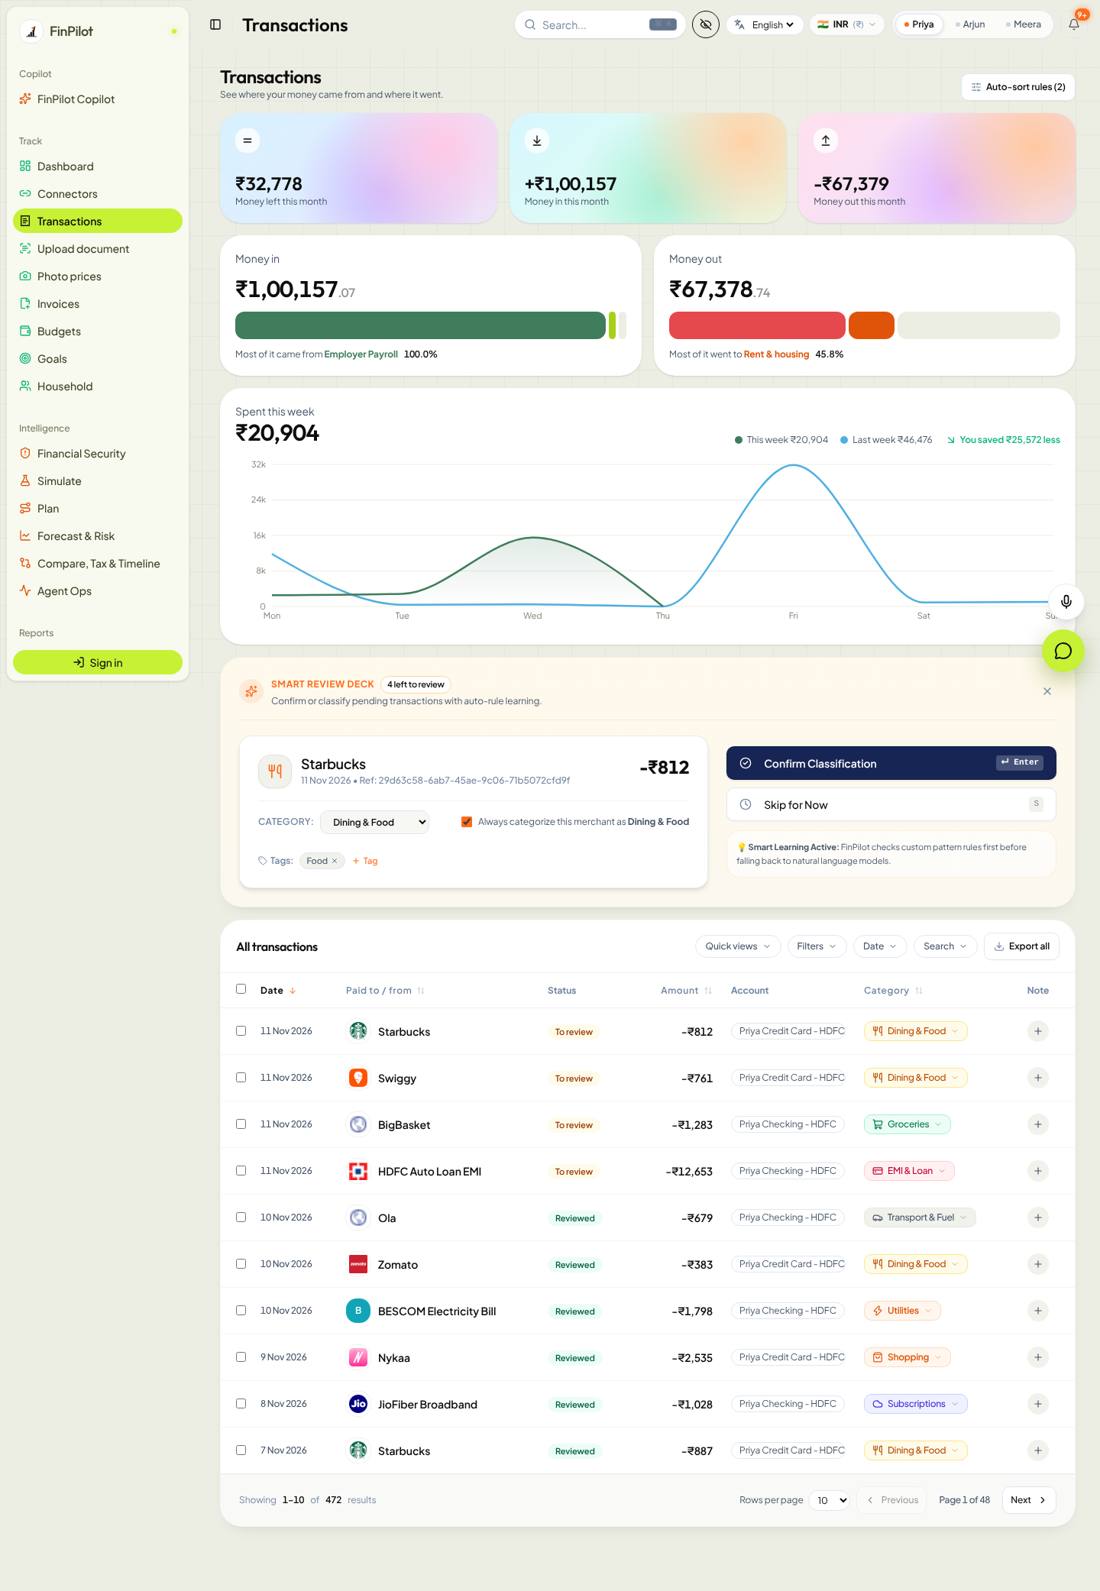 FinPilot
Copilot
FinPilot Copilot
Track
Dashboard
Connectors
Transactions
Upload document
Photo prices
Invoices
Budgets
Goals
Household
Intelligence
Financial Security
Simulate
Plan
Forecast & Risk
Compare, Tax & Timeline
Agent Ops
Reports
Sign in
Transactions
Search...
English
INR (₹)
Priya
Arjun
Meera
9+
Transactions
See where your money came from and where it went.
Auto-sort rules (2)
₹32,778
Money left this month
+₹1,00,157
Money in this month
-₹67,379
Money out this month
Money in
₹1,00,157.07
Most of it came from Employer Payroll 100.0%
Money out
₹67,378.74
Most of it went to Rent & housing 45.8%
Spent this week
₹20,904
This week ₹20,904
Last week ₹46,476
You saved ₹25,572 less
32k
24k
16k
8k
0
Mon Tue Wed Thu Fri Sat
SMART REVIEW DECK 4 left to review
Confirm or classify pending transactions with auto-rule learning.
Starbucks
11 Nov 2026 • Ref: 29d63c58-6ab7-45ae-9c06-71b5072cfd9f
-₹812
CATEGORY: Dining & Food
Always categorize this merchant as Dining & Food
Tags: Food × + Tag
Confirm Classification ↵ Enter
Skip for Now S
💡 Smart Learning Active: FinPilot checks custom pattern rules first before
falling back to natural language models.
All transactions
Quick views
Filters
Date
Search
Export all
Date Paid to / from Status Amount Account Category Note
11 Nov 2026 Starbucks To review -₹812 Priya Credit Card - HDFC Dining & Food
11 Nov 2026 Swiggy To review -₹761 Priya Credit Card - HDFC Dining & Food
11 Nov 2026 BigBasket To review -₹1,283 Priya Checking - HDFC Groceries
11 Nov 2026 HDFC Auto Loan EMI To review -₹12,653 Priya Checking - HDFC EMI & Loan
10 Nov 2026 Ola Reviewed -₹679 Priya Checking - HDFC Transport & Fuel
10 Nov 2026 zomato Zomato Reviewed -₹383 Priya Credit Card - HDFC Dining & Food
10 Nov 2026 B BESCOM Electricity Bill Reviewed -₹1,798 Priya Checking - HDFC Utilities
9 Nov 2026 Nykaa Reviewed -₹2,535 Priya Credit Card - HDFC Shopping
8 Nov 2026 Jio JioFiber Broadband Reviewed -₹1,028 Priya Checking - HDFC Subscriptions
7 Nov 2026 Starbucks Reviewed -₹887 Priya Credit Card - HDFC Dining & Food
Showing 1–10 of 472 results
Rows per page 10
Previous
Page 1 of 48
Next